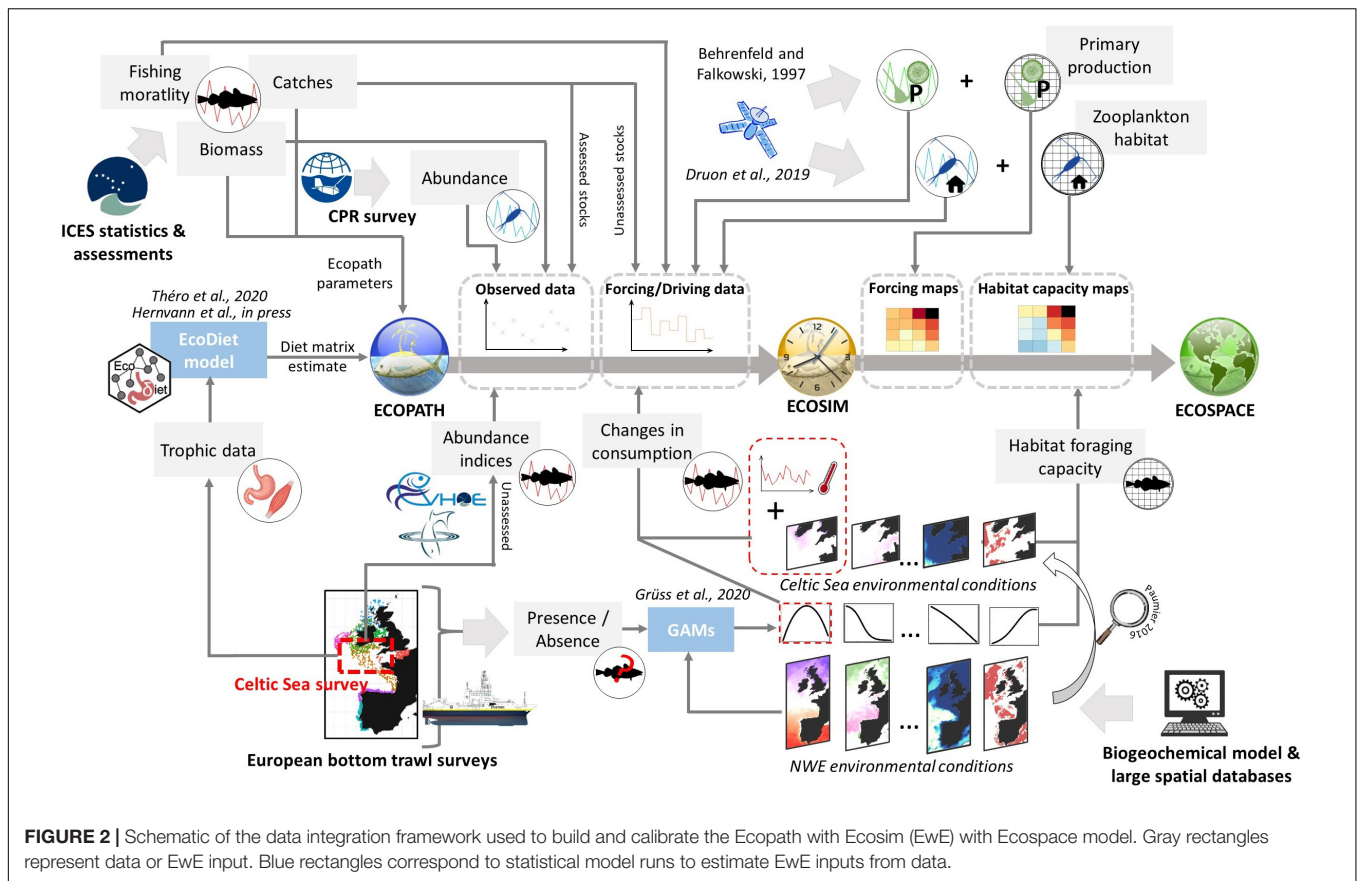 Fishing
moratlity
Catches
Biomass
ICES statistics &
assessments
CPR survey
Abundance
Assessed stocks
Unassessed stocks
Behrenfeld and
Falkowski, 1997
Druon et al., 2019
P
+
P
Primary
production
Zooplankton
habitat
+
Ecopath
parameters
Théro et al., 2020
Hernvann et al., in press
EcoDiet
model
Eco
δiet
Diet matrix
estimate
ECOPATH
Observed data
Forcing/Driving data
12
3
6
9
ECOSIM
Forcing maps
Habitat capacity maps
ECOSPACE
Trophic data
Abundance
indices
EVHOE
Unassessed
Changes in
consumption
+
Habitat foraging
capacity
...
Celtic Sea environmental conditions
Paumier 2016
Celtic Sea survey
European bottom trawl surveys
Presence /
Absence
Grüss et al., 2020
GAMs
...
...
NWE environmental conditions
Biogeochemical model &
large spatial databases
FIGURE 2 | Schematic of the data integration framework used to build and calibrate the Ecopath with Ecosim (EwE) with Ecospace model. Gray rectangles
represent data or EwE input. Blue rectangles correspond to statistical model runs to estimate EwE inputs from data.